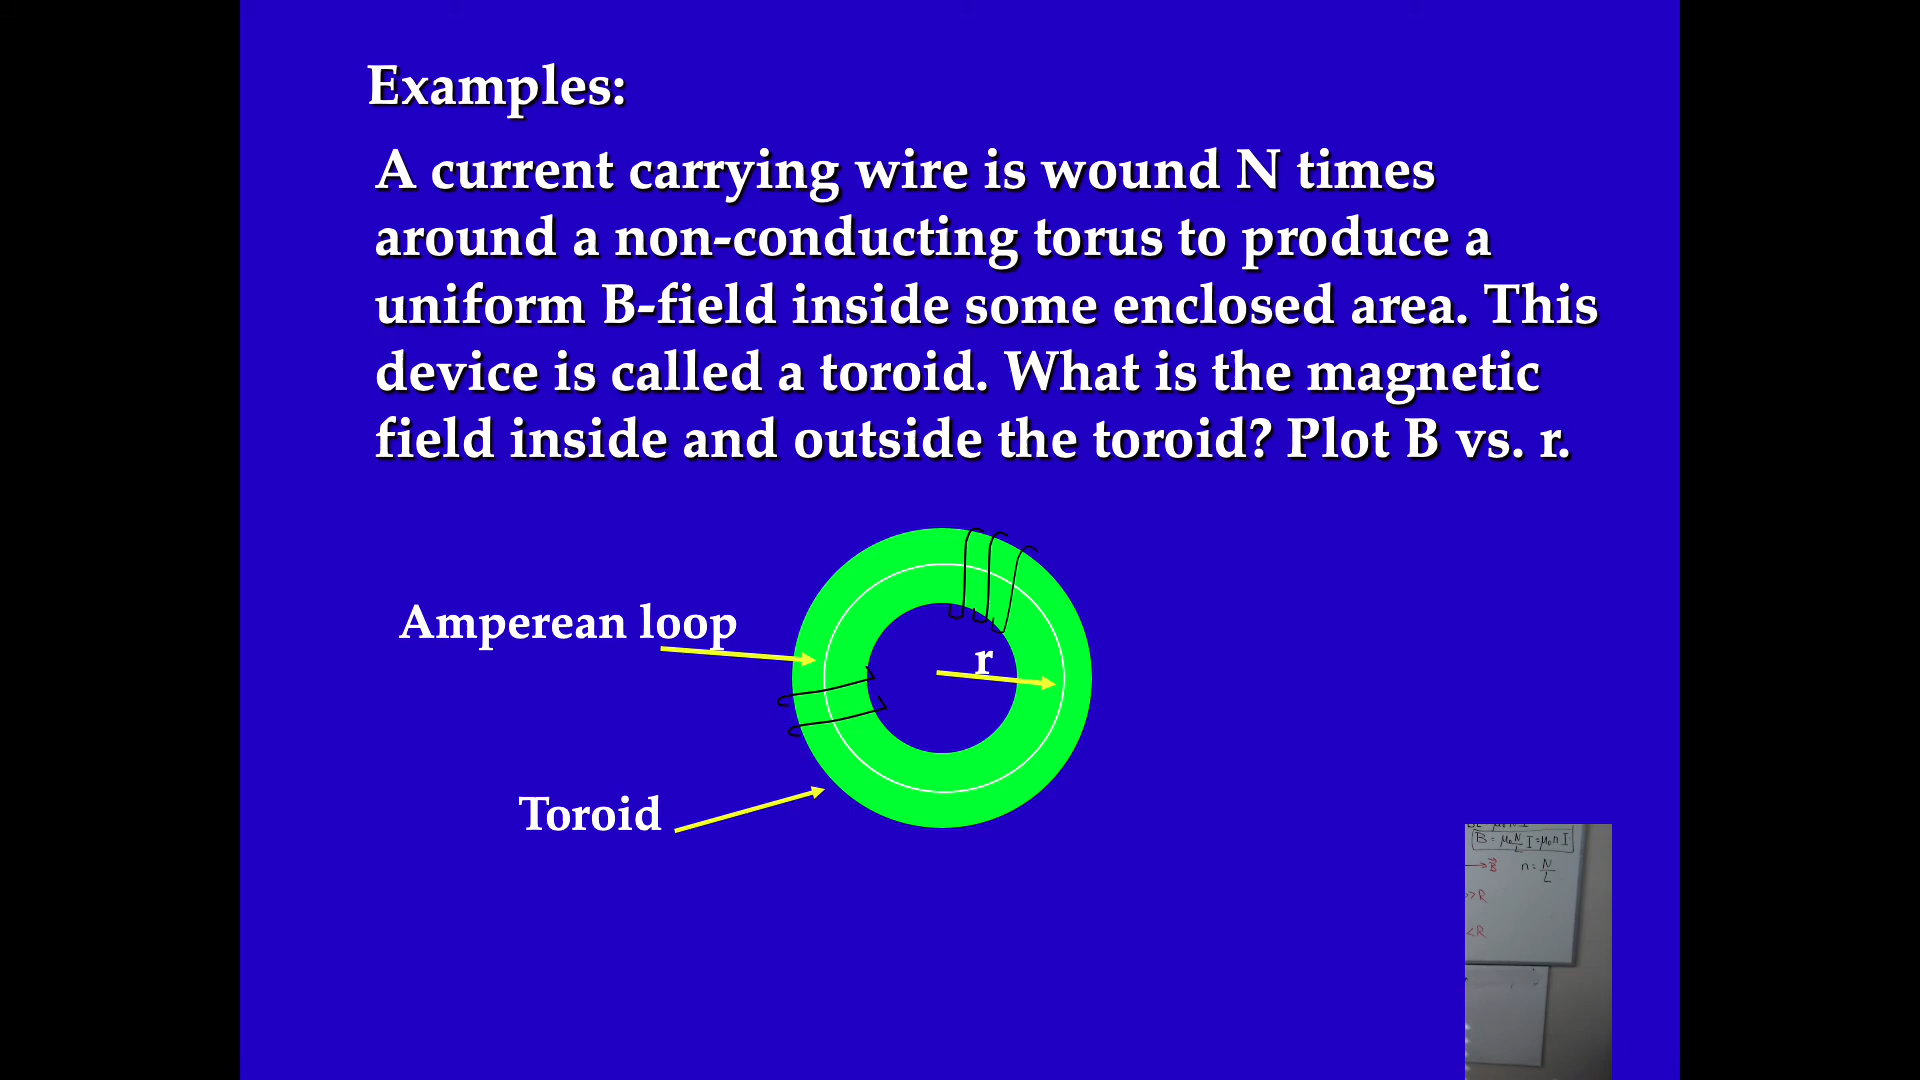 Examples:
A current carrying wire is wound N times
around a non-conducting torus to produce a
uniform B-field inside some enclosed area. This
device is called a toroid. What is the magnetic
field inside and outside the toroid? Plot B vs. r.
Amperean loop
r
Toroid
B = μ₀ N/L I = μ₀ n I
→ B⃗ n = N/L
>> R
< R